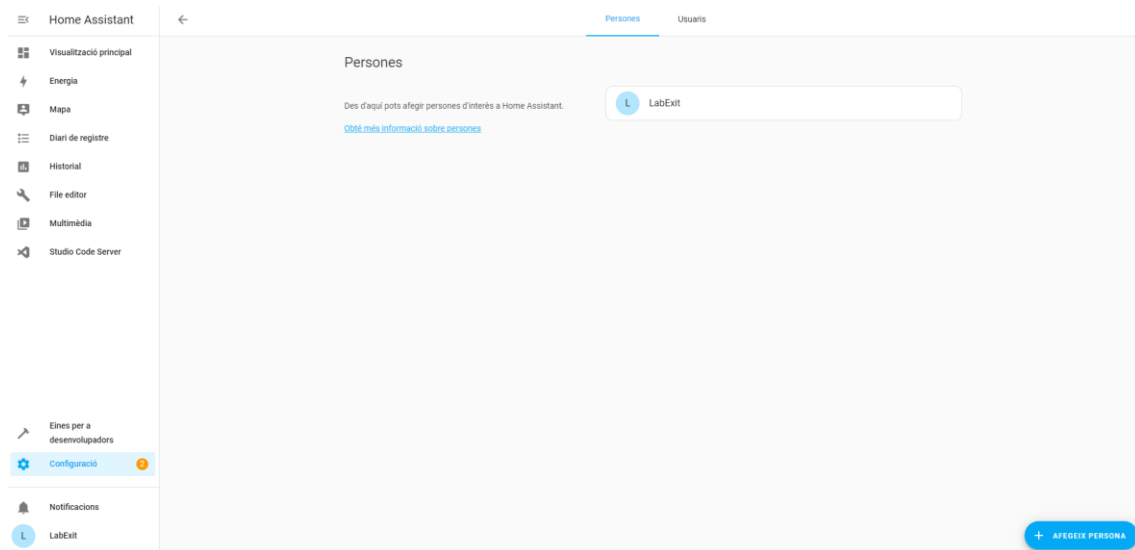 Home Assistant
Visualització principal
Energia
Mapa
Diari de registre
Historial
File editor
Multimèdia
Studio Code Server
Eines per a
desenvolupadors
Configuració 2
Notificacions
L LabExit
Persones Usuaris
Persones
Des d'aquí pots afegir persones d'interès a Home Assistant.
Obté més informació sobre persones
L LabExit
+ AFEGEIX PERSONA